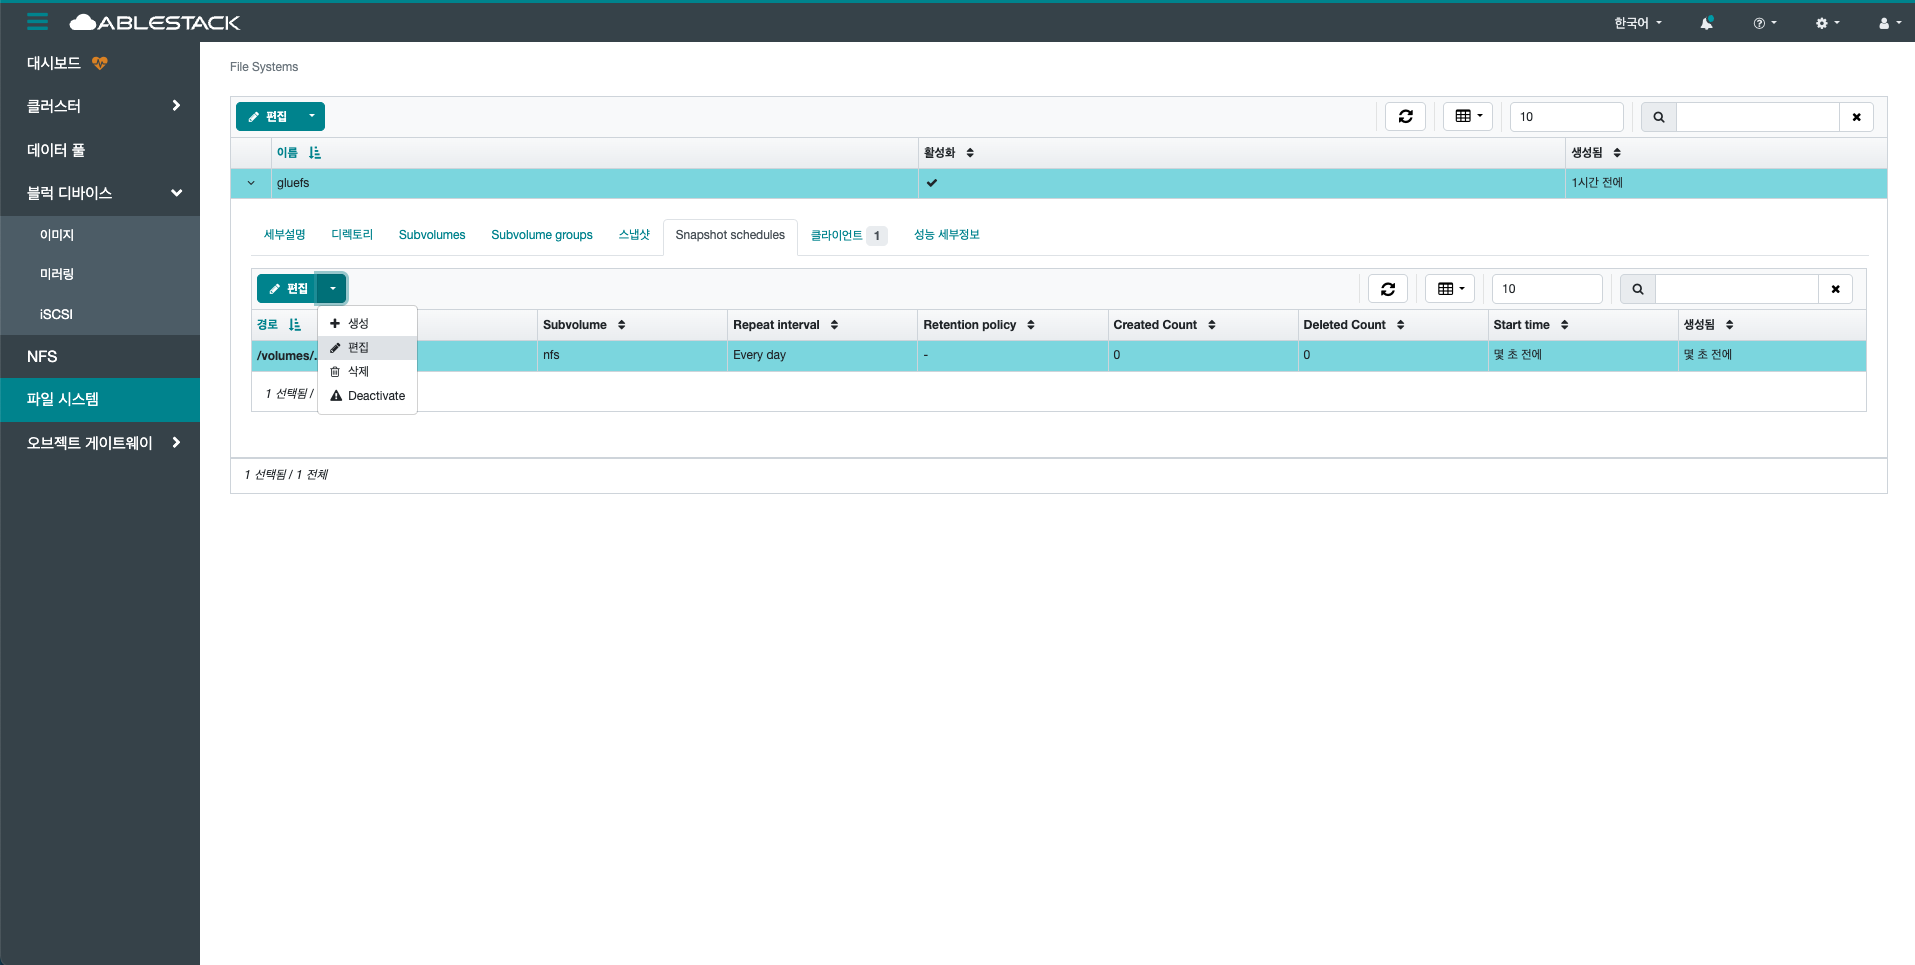 ABLESTACK
한국어
대시보드
클러스터
데이터 풀
블럭 디바이스
이미지
미러링
iSCSI
NFS
파일 시스템
오브젝트 게이트웨이
File Systems
편집
10
이름 활성화 생성됨
gluefs 1시간 전에
세부설명 디렉토리 Subvolumes Subvolume groups 스냅샷 Snapshot schedules 클라이언트 1 성능 세부정보
편집
10
경로 Subvolume Repeat interval Retention policy Created Count Deleted Count Start time 생성됨
/volumes/.. nfs Every day - 0 0 몇 초 전에 몇 초 전에
생성
편집
삭제
Deactivate
1 선택됨 /
1 선택됨 / 1 전체